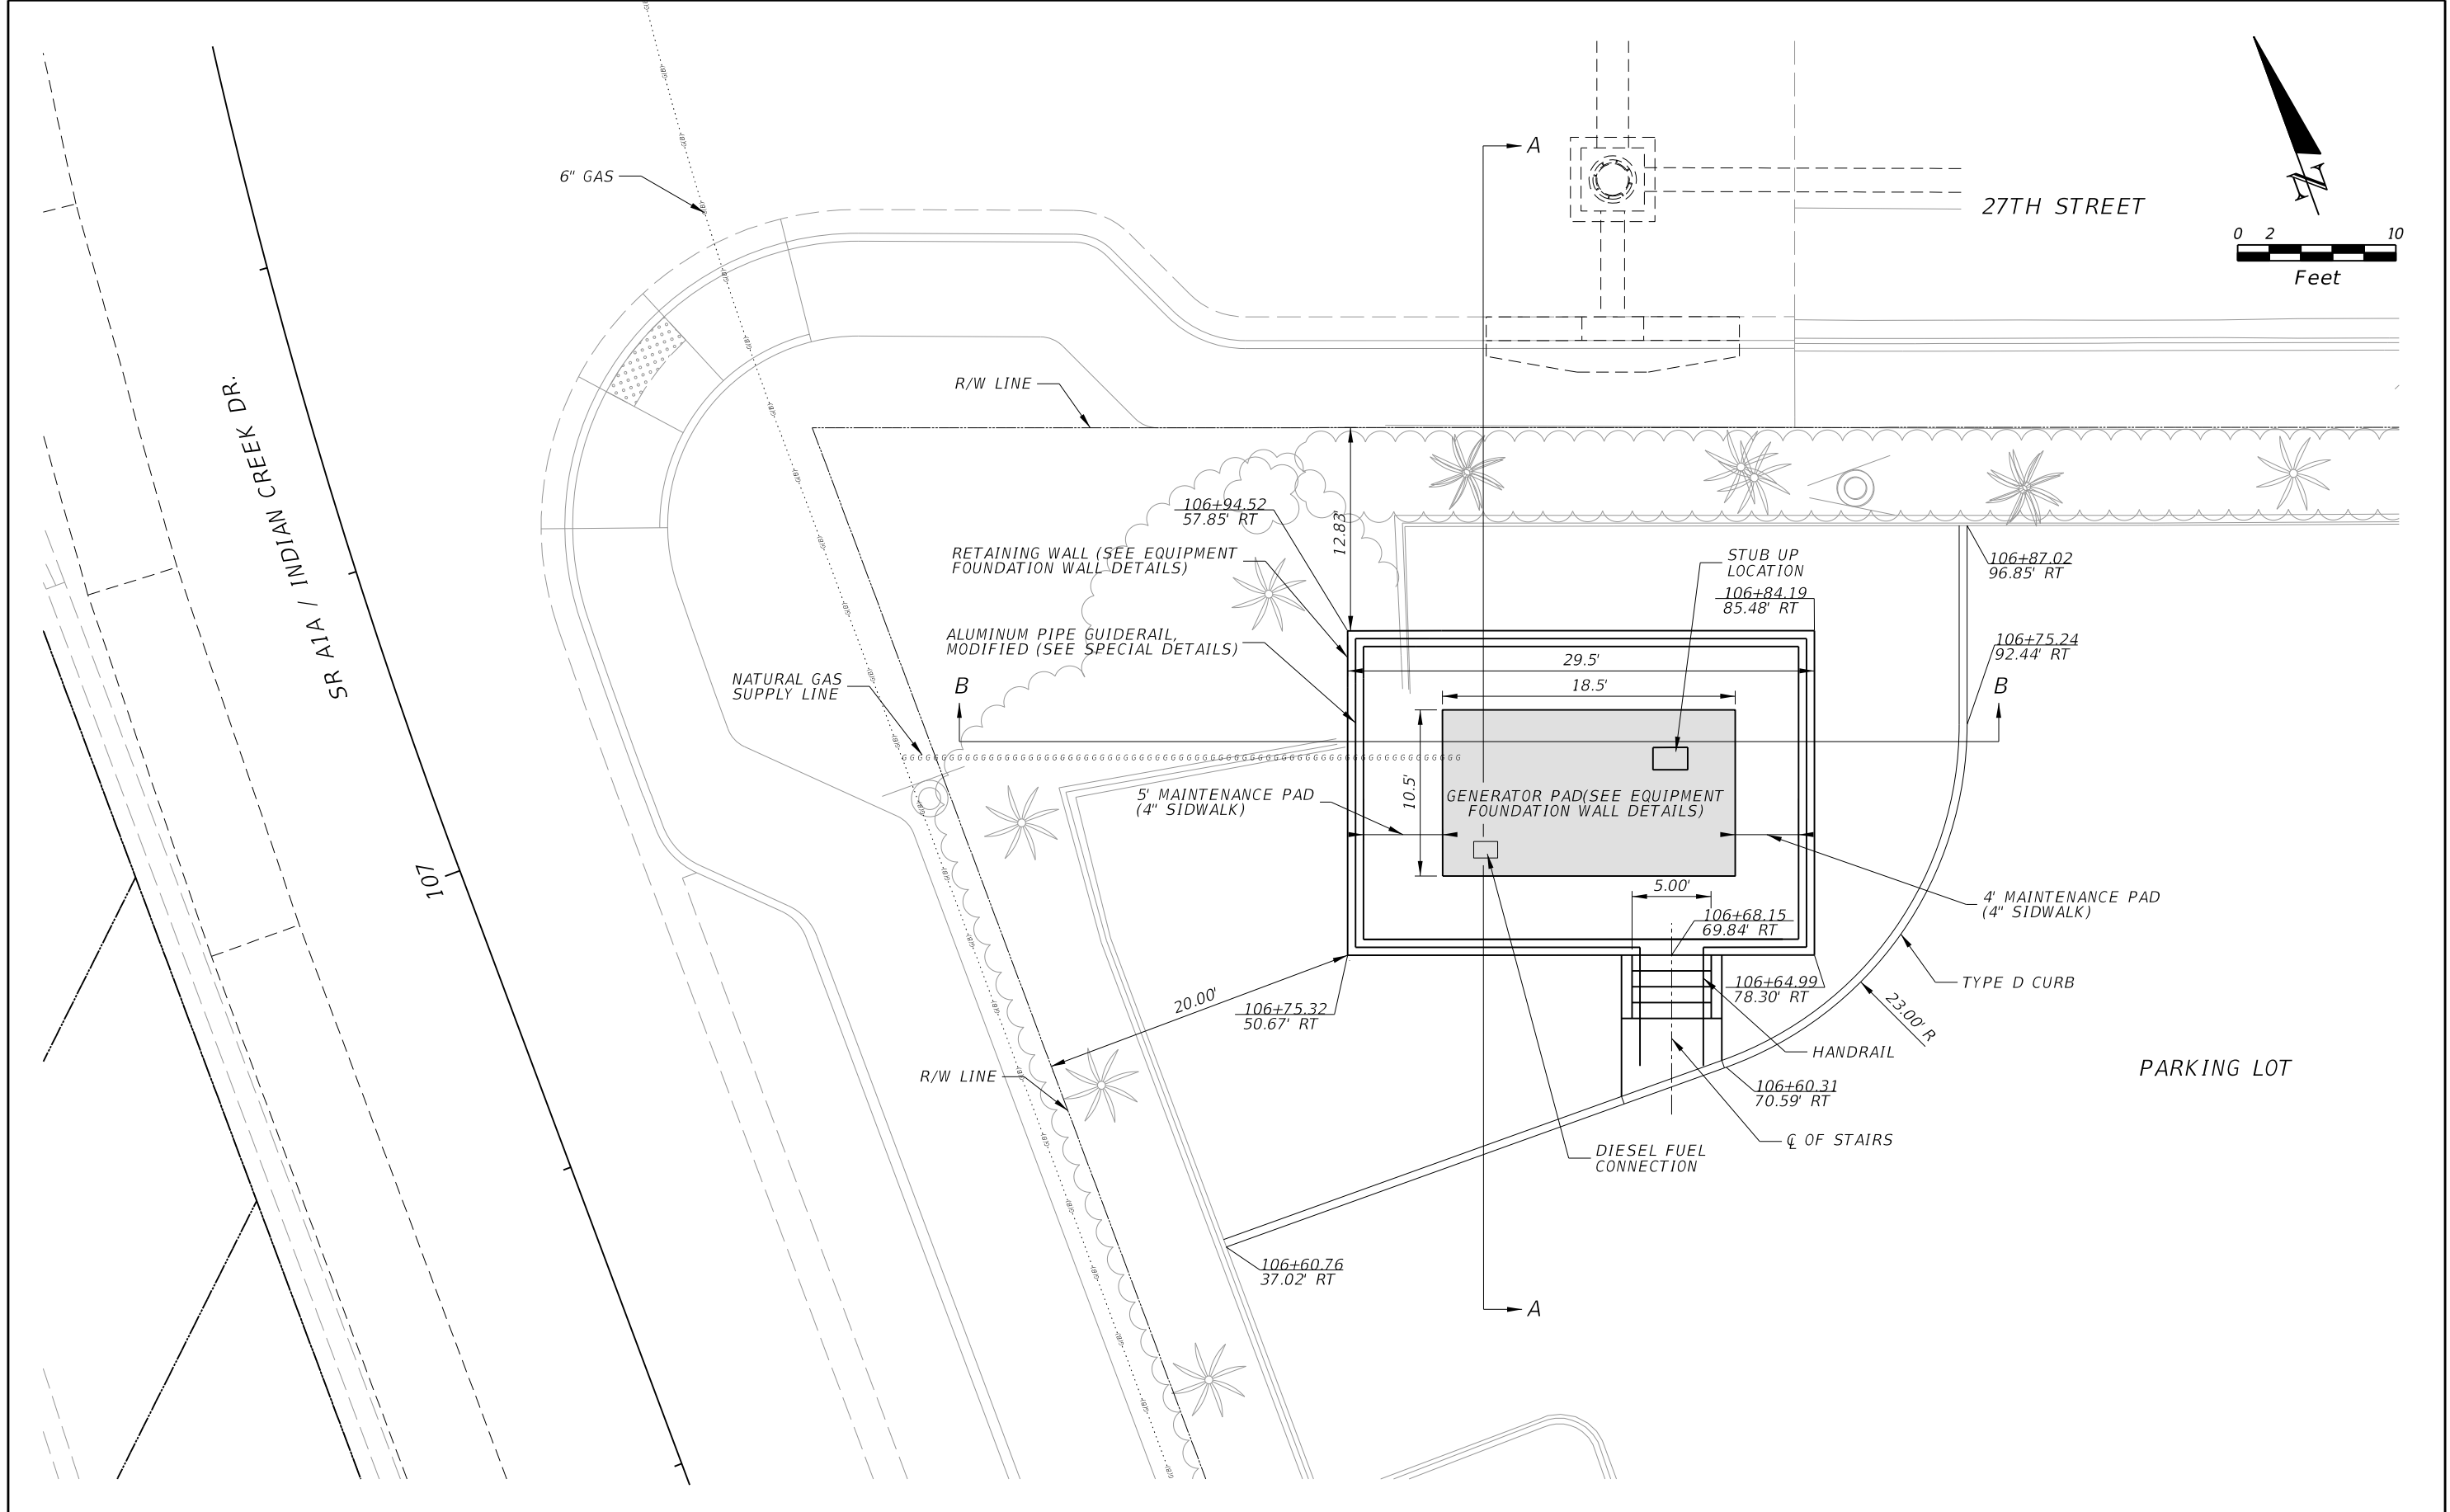 A
6" GAS
27TH STREET
0 2 10
Feet
N
R/W LINE
SR A1A / INDIAN CREEK DR.
106+94.52
57.85' RT
12.83'
RETAINING WALL (SEE EQUIPMENT
FOUNDATION WALL DETAILS)
STUB UP
LOCATION
106+84.19
85.48' RT
106+87.02
96.85' RT
ALUMINUM PIPE GUIDERAIL,
MODIFIED (SEE SPECIAL DETAILS)
106+75.24
92.44' RT
29.5'
18.5'
NATURAL GAS
SUPPLY LINE
B
B
10.5'
5' MAINTENANCE PAD
(4" SIDWALK)
GENERATOR PAD(SEE EQUIPMENT
FOUNDATION WALL DETAILS)
107
5.00'
4' MAINTENANCE PAD
(4" SIDWALK)
106+68.15
69.84' RT
106+64.99
78.30' RT
TYPE D CURB
20.00'
106+75.32
50.67' RT
23.00' R
HANDRAIL
PARKING LOT
R/W LINE
106+60.31
70.59' RT
℄ OF STAIRS
DIESEL FUEL
CONNECTION
106+60.76
37.02' RT
A